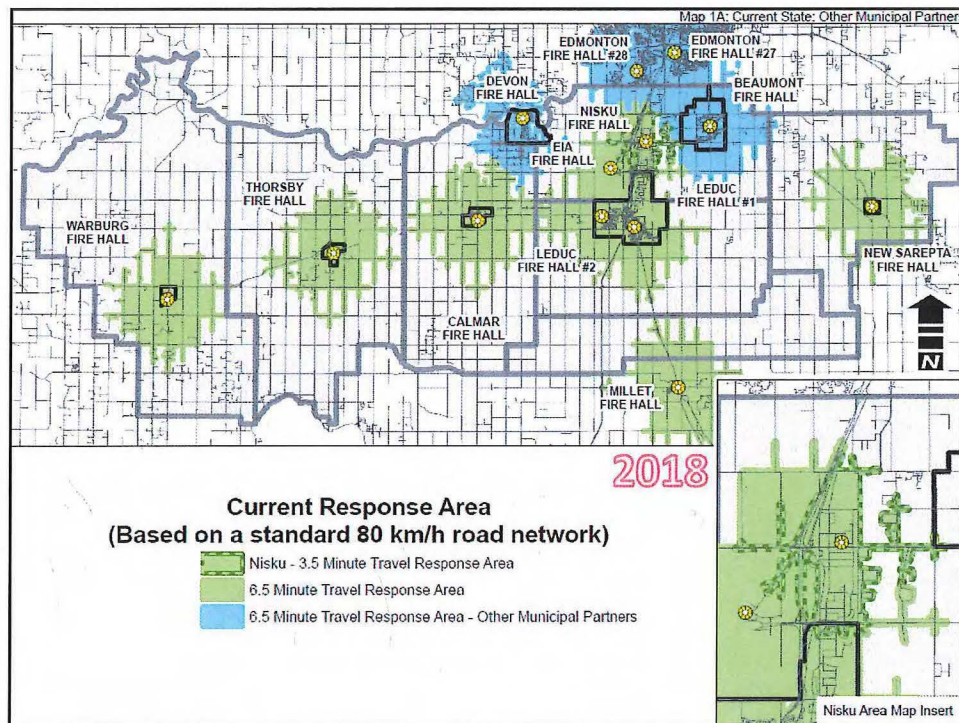 Map 1A: Current State: Other Municipal Partner
EDMONTON
FIRE HALL #28
EDMONTON
FIRE HALL #27
DEVON
FIRE HALL
BEAUMONT
FIRE HALL
NISKU
FIRE HALL
EIA
FIRE HALL
THORSBY
FIRE HALL
LEDUC
FIRE HALL #1
WARBURG
FIRE HALL
LEDUC
FIRE HALL #2
NEW SAREPTA
FIRE HALL
CALMAR
FIRE HALL
N
MILLET
FIRE HALL
2018
Current Response Area
(Based on a standard 80 km/h road network)
Nisku - 3.5 Minute Travel Response Area
6.5 Minute Travel Response Area
6.5 Minute Travel Response Area - Other Municipal Partners
Nisku Area Map Insert